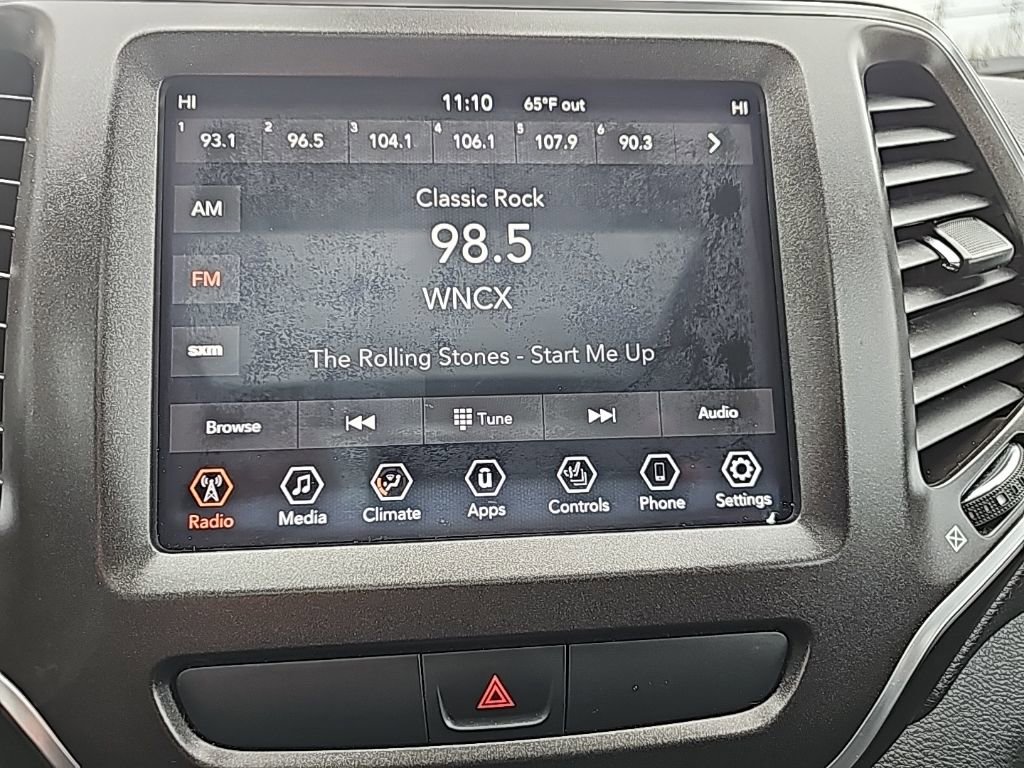 HI 11:10 65°F out HI
1 93.1 2 96.5 3 104.1 4 106.1 5 107.9 6 90.3
Classic Rock
AM
98.5
FM
WNCX
sxm
The Rolling Stones - Start Me Up
Browse Tune Audio
Radio Media Climate Apps Controls Phone Settings